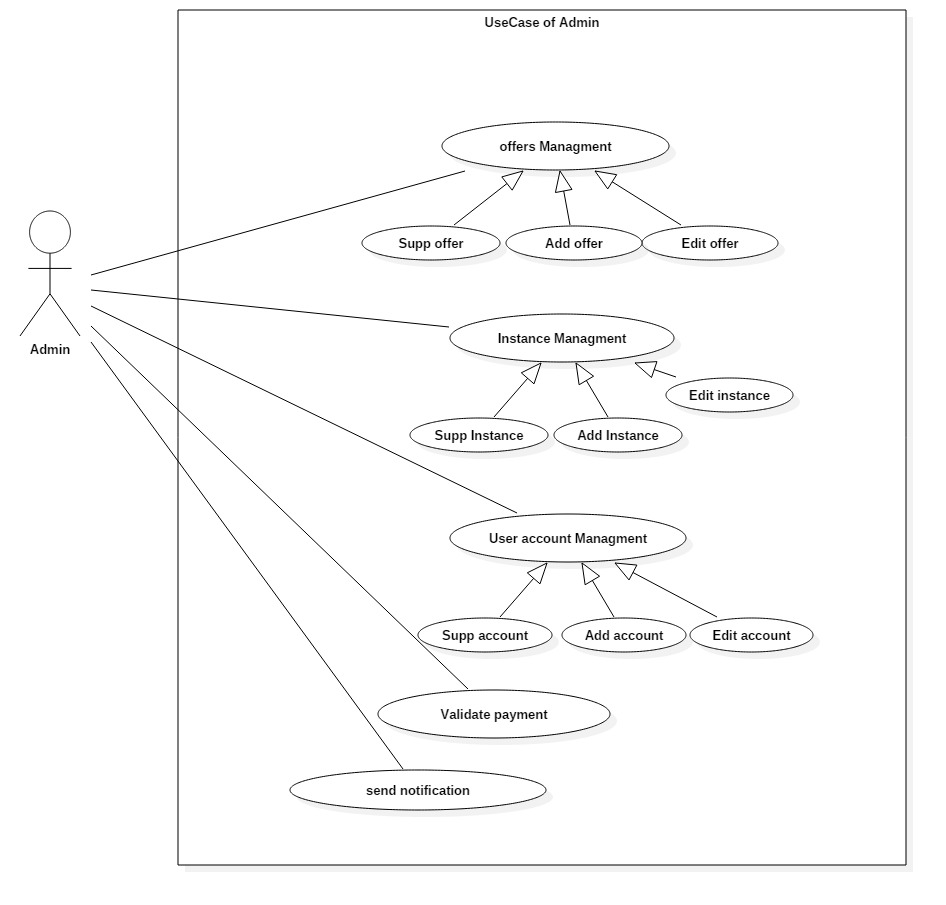 UseCase of Admin
offers Managment
Supp offer
Add offer
Edit offer
Admin
Instance Managment
Edit instance
Supp Instance
Add Instance
User account Managment
Supp account
Add account
Edit account
Validate payment
send notification